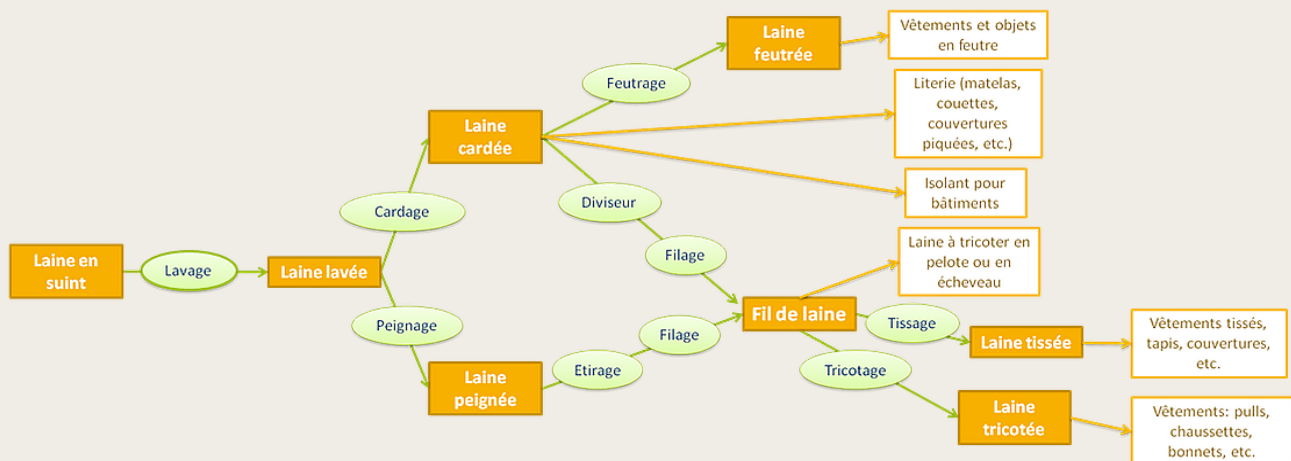 Laine
feutrée
Vêtements et objets
en feutre
Feutrage
Literie (matelas,
couettes,
couvertures
piquées, etc.)
Laine
cardée
Isolant pour
bâtiments
Cardage
Diviseur
Laine en
suint
Lavage
Laine lavée
Filage
Laine à tricoter en
pelote ou en
écheveau
Peignage
Filage
Fil de laine
Tissage
Laine tissée
Vêtements tissés,
tapis, couvertures,
etc.
Laine
peignée
Etirage
Tricotage
Laine
tricotée
Vêtements: pulls,
chaussettes,
bonnets, etc.